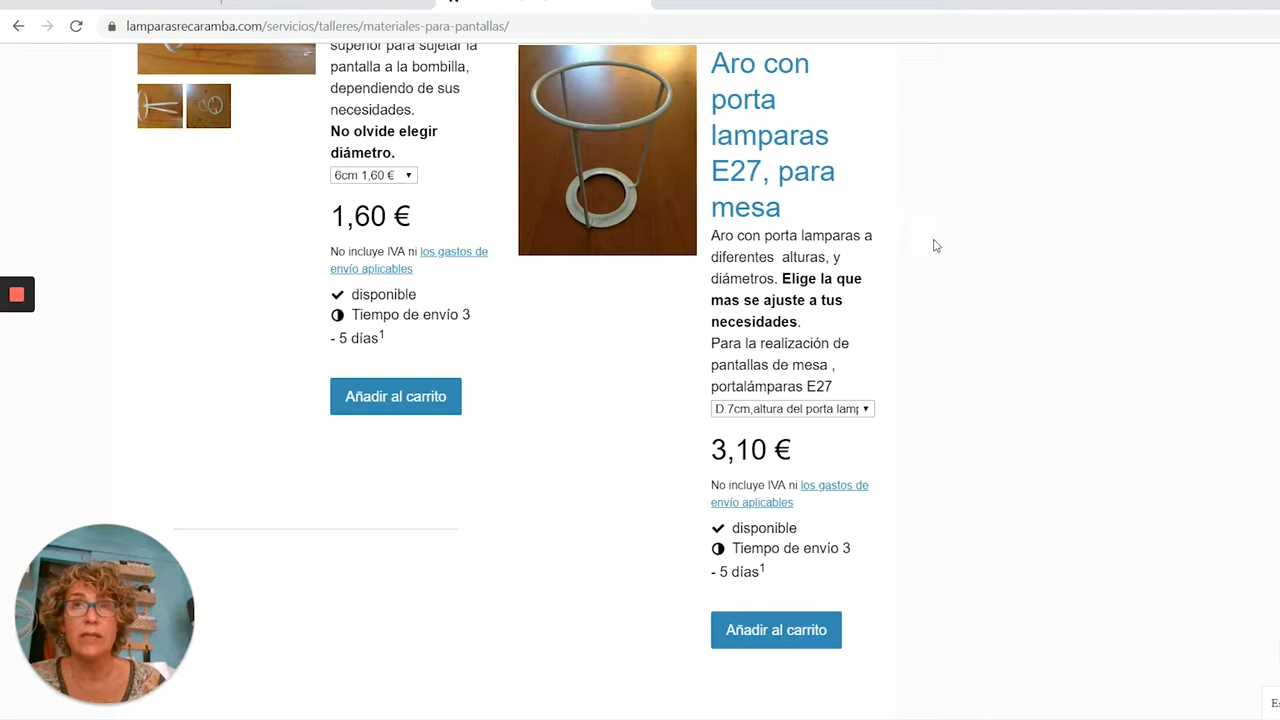 lamparasrecaramba.com/servicios/talleres/materiales-para-pantallas/
superior para sujetar la
pantalla a la bombilla,
dependiendo de sus
necesidades.
No olvide elegir
diámetro.
6cm 1,60 €
1,60 €
No incluye IVA ni los gastos de
envío aplicables
disponible
Tiempo de envío 3
- 5 días1
Añadir al carrito
Aro con
porta
lamparas
E27, para
mesa
Aro con porta lamparas a
diferentes alturas, y
diámetros. Elige la que
mas se ajuste a tus
necesidades.
Para la realización de
pantallas de mesa ,
portalámparas E27
D.7cm,altura del porta lamp
3,10 €
No incluye IVA ni los gastos de
envío aplicables
disponible
Tiempo de envío 3
- 5 días1
Añadir al carrito